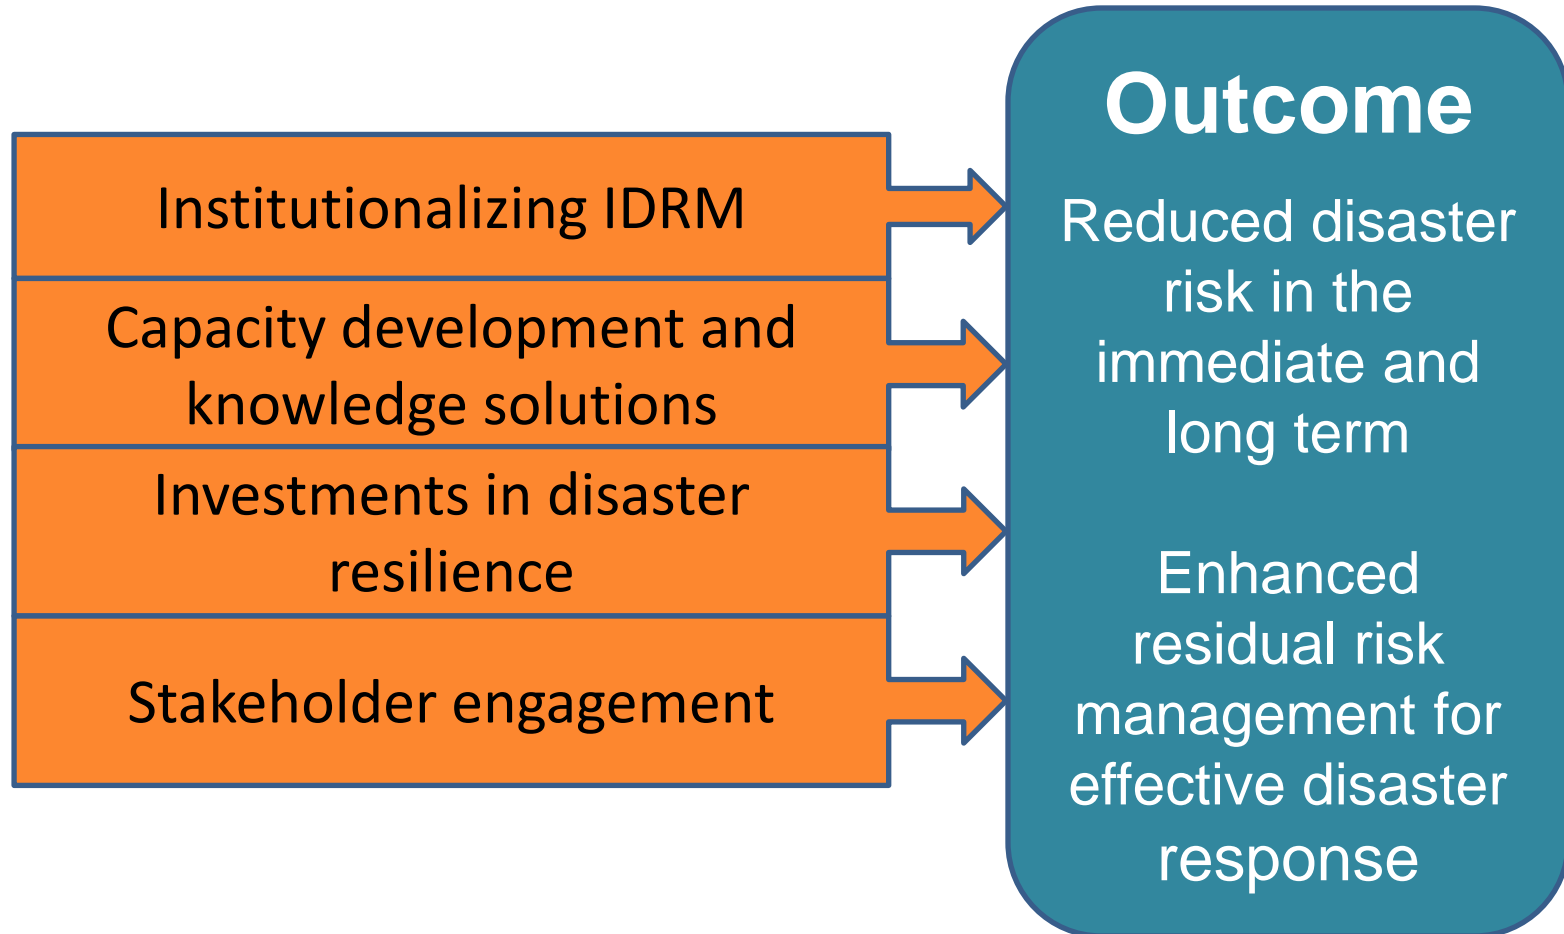 Institutionalizing IDRM
Capacity development and
knowledge solutions
Investments in disaster
resilience
Stakeholder engagement
Outcome
Reduced disaster
risk in the
immediate and
long term
Enhanced
residual risk
management for
effective disaster
response